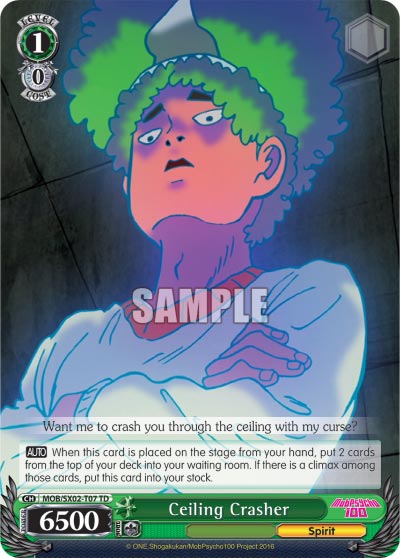 LEVEL
1
0
COST
SAMPLE
Want me to crash you through the ceiling with my curse?
AUTO When this card is placed on the stage from your hand, put 2 cards
from the top of your deck into your waiting room. If there is a climax among
those cards, put this card into your stock.
CH MOB/SX02-T07 TD
POWER 6500
Ceiling Crasher
MobPsycho
100
Spirit
© ONE,Shogakukan/MobPsycho100 Project 2016